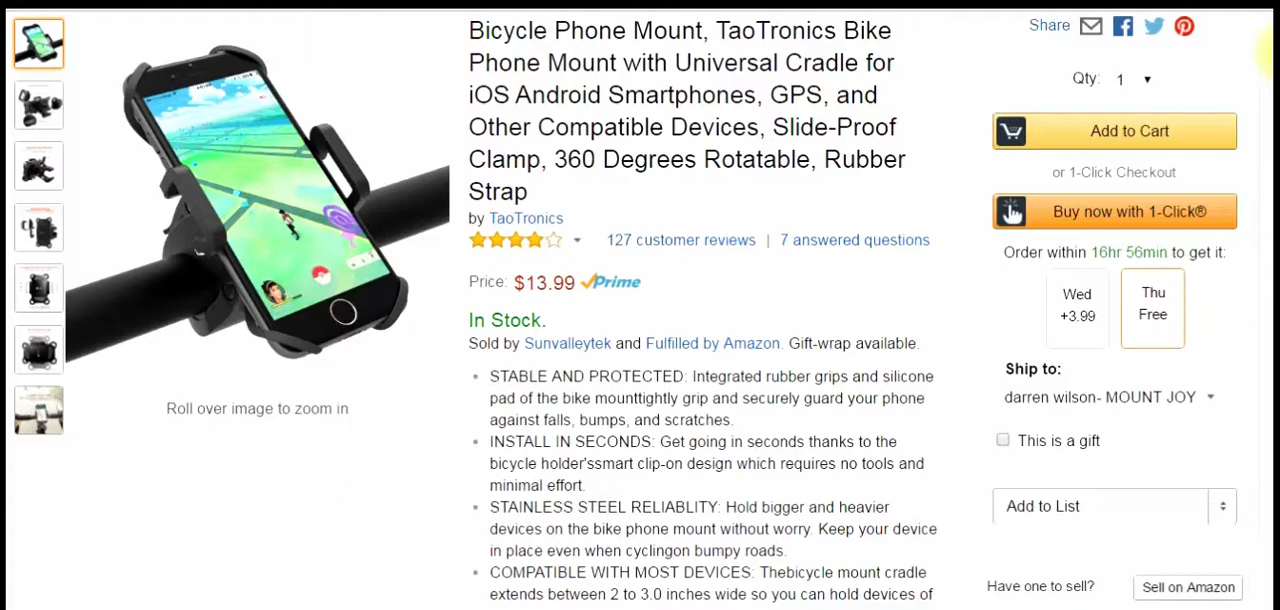 Bicycle Phone Mount, TaoTronics Bike
Phone Mount with Universal Cradle for
iOS Android Smartphones, GPS, and
Other Compatible Devices, Slide-Proof
Clamp, 360 Degrees Rotatable, Rubber
Strap
by TaoTronics
127 customer reviews | 7 answered questions
Price: $13.99 Prime
In Stock.
Sold by Sunvalleytek and Fulfilled by Amazon. Gift-wrap available.
• STABLE AND PROTECTED: Integrated rubber grips and silicone
pad of the bike mounttightly grip and securely guard your phone
against falls, bumps, and scratches.
• INSTALL IN SECONDS: Get going in seconds thanks to the
bicycle holder'ssmart clip-on design which requires no tools and
minimal effort.
• STAINLESS STEEL RELIABLITY: Hold bigger and heavier
devices on the bike phone mount without worry. Keep your device
in place even when cyclingon bumpy roads.
• COMPATIBLE WITH MOST DEVICES: Thebicycle mount cradle
extends between 2 to 3.0 inches wide so you can hold devices of
Roll over image to zoom in
Share
Qty: 1
Add to Cart
or 1-Click Checkout
Buy now with 1-Click®
Order within 16hr 56min to get it:
Wed
+3.99
Thu
Free
Ship to:
darren wilson- MOUNT JOY
This is a gift
Add to List
Have one to sell?
Sell on Amazon